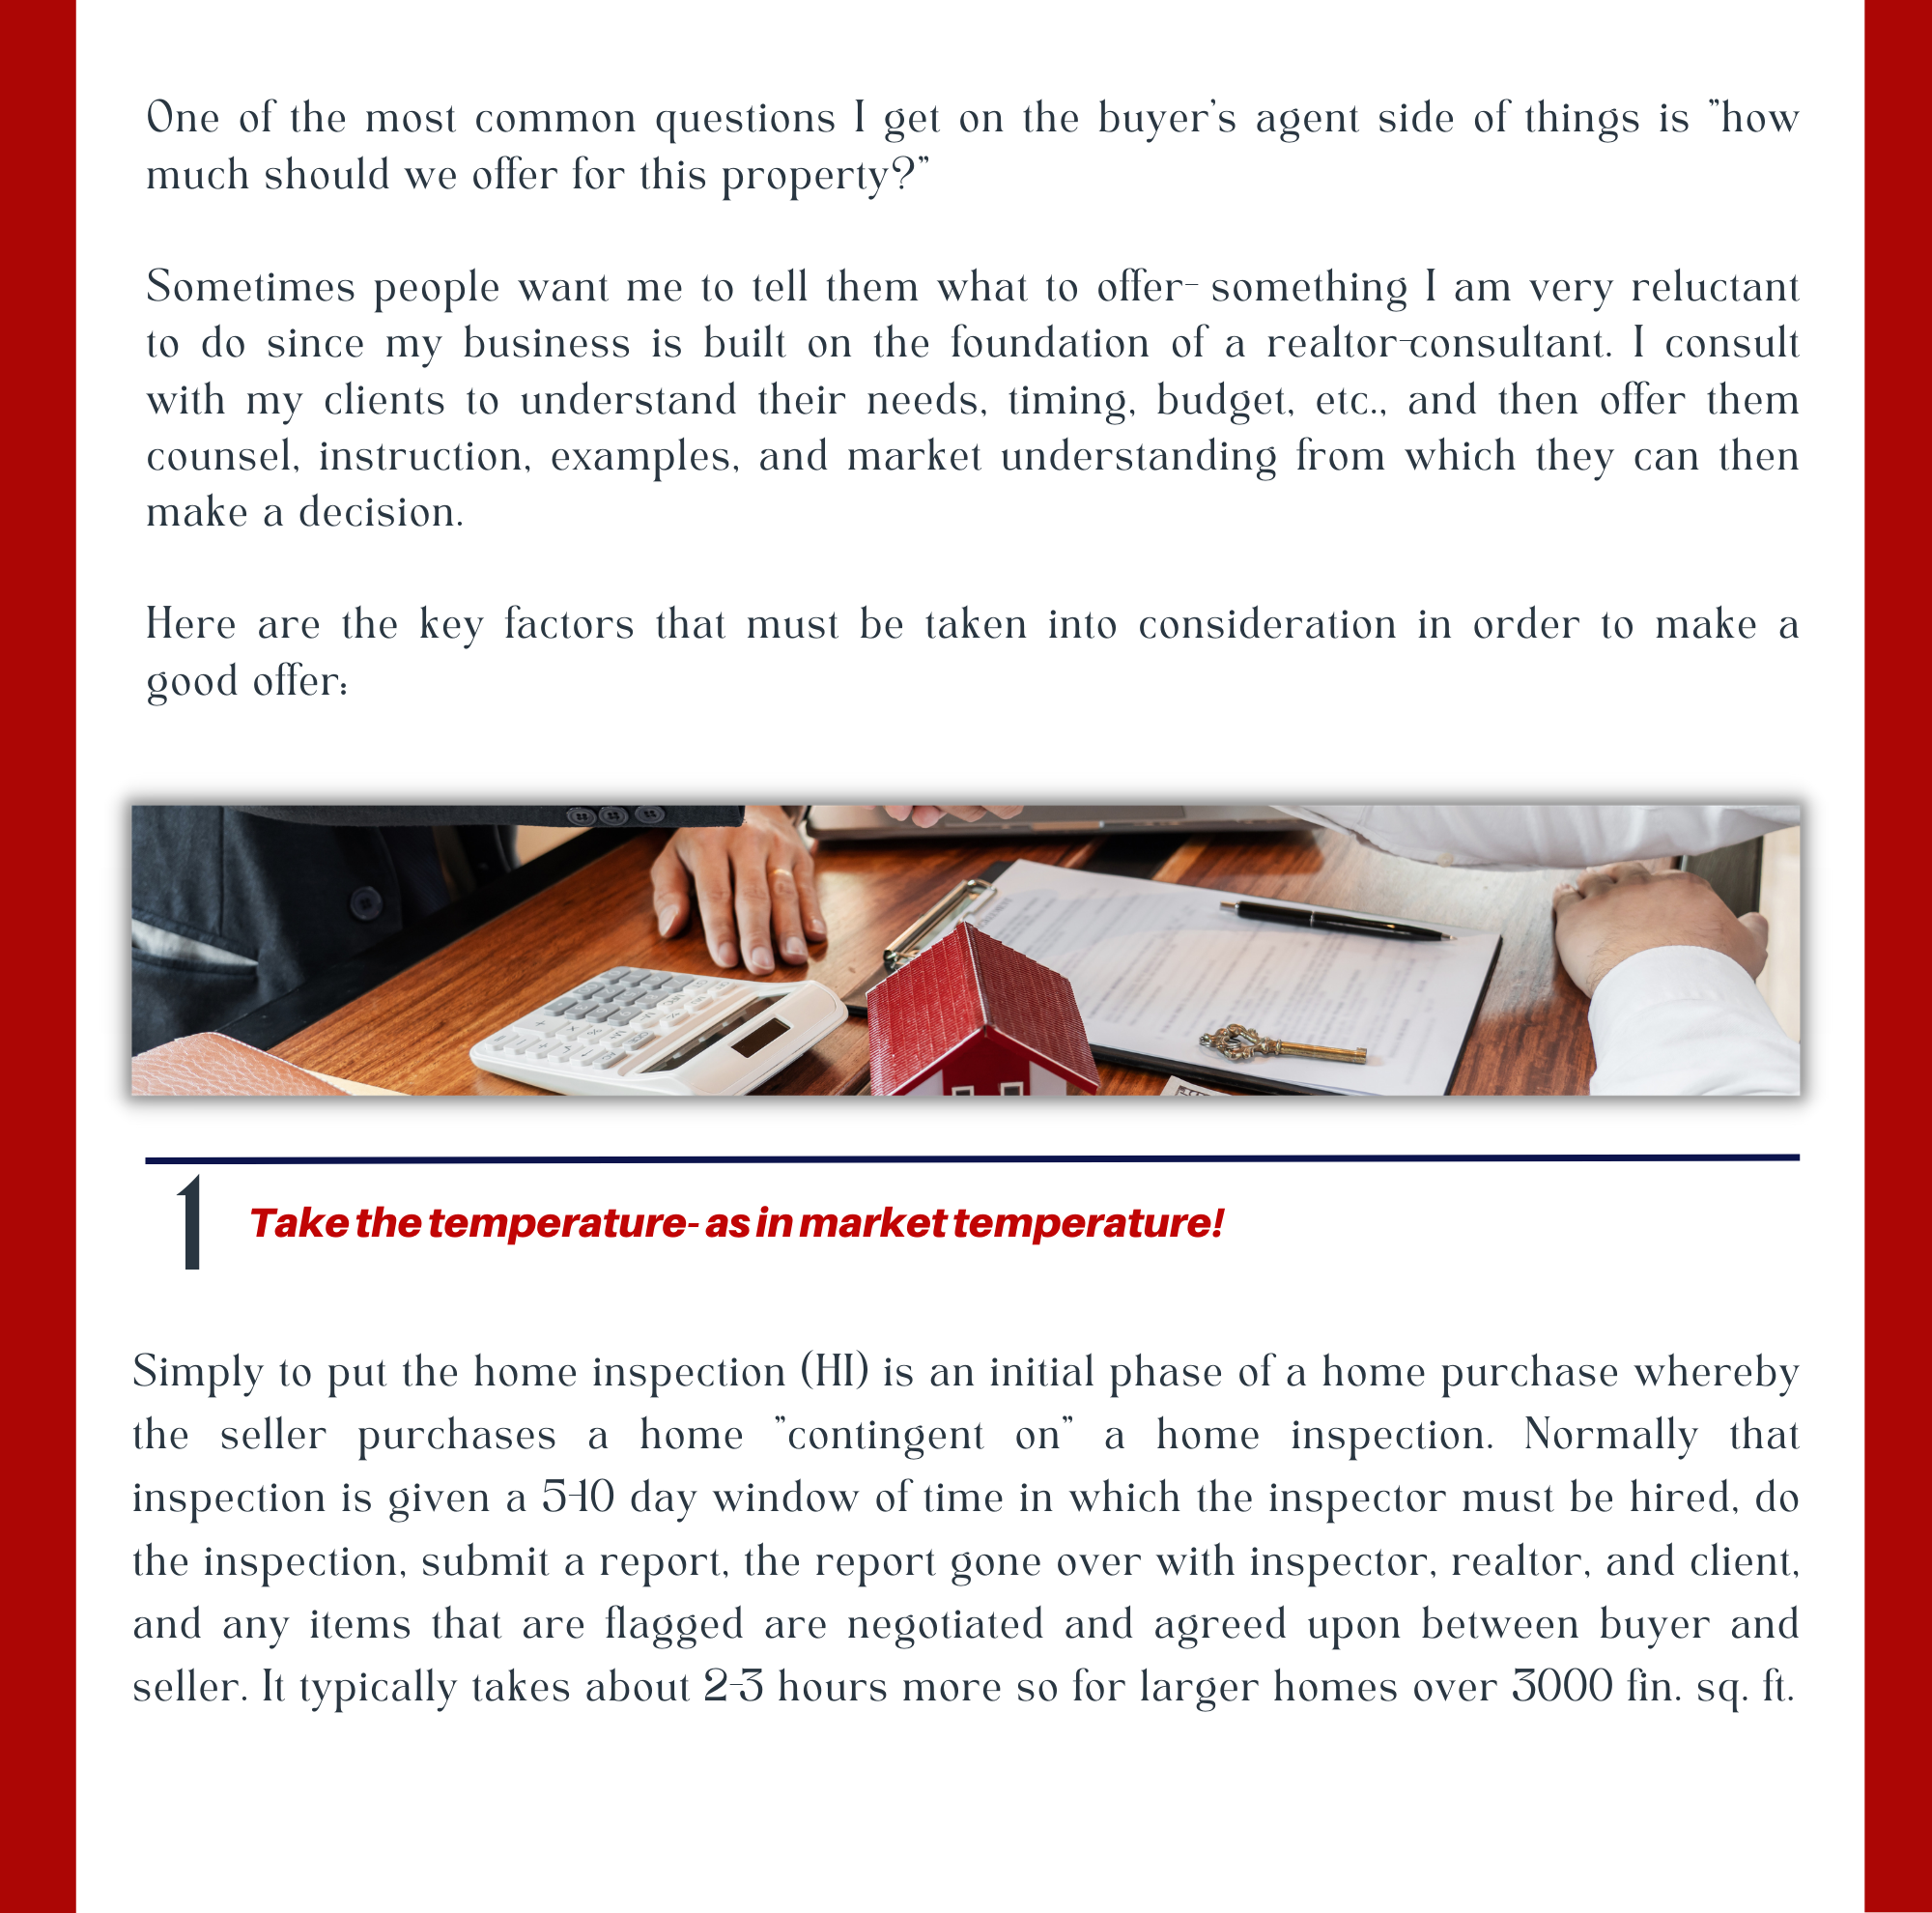 One of the most common questions I get on the buyer's agent side of things is "how
much should we offer for this property?"
Sometimes people want me to tell them what to offer- something I am very reluctant
to do since my business is built on the foundation of a realtor-consultant. I consult
with my clients to understand their needs, timing, budget, etc., and then offer them
counsel, instruction, examples, and market understanding from which they can then
make a decision.
Here are the key factors that must be taken into consideration in order to make a
good offer:
1 Take the temperature- as in market temperature!
Simply to put the home inspection (HI) is an initial phase of a home purchase whereby
the seller purchases a home "contingent on" a home inspection. Normally that
inspection is given a 5-10 day window of time in which the inspector must be hired, do
the inspection, submit a report, the report gone over with inspector, realtor, and client,
and any items that are flagged are negotiated and agreed upon between buyer and
seller. It typically takes about 2-3 hours more so for larger homes over 3000 fin. sq. ft.